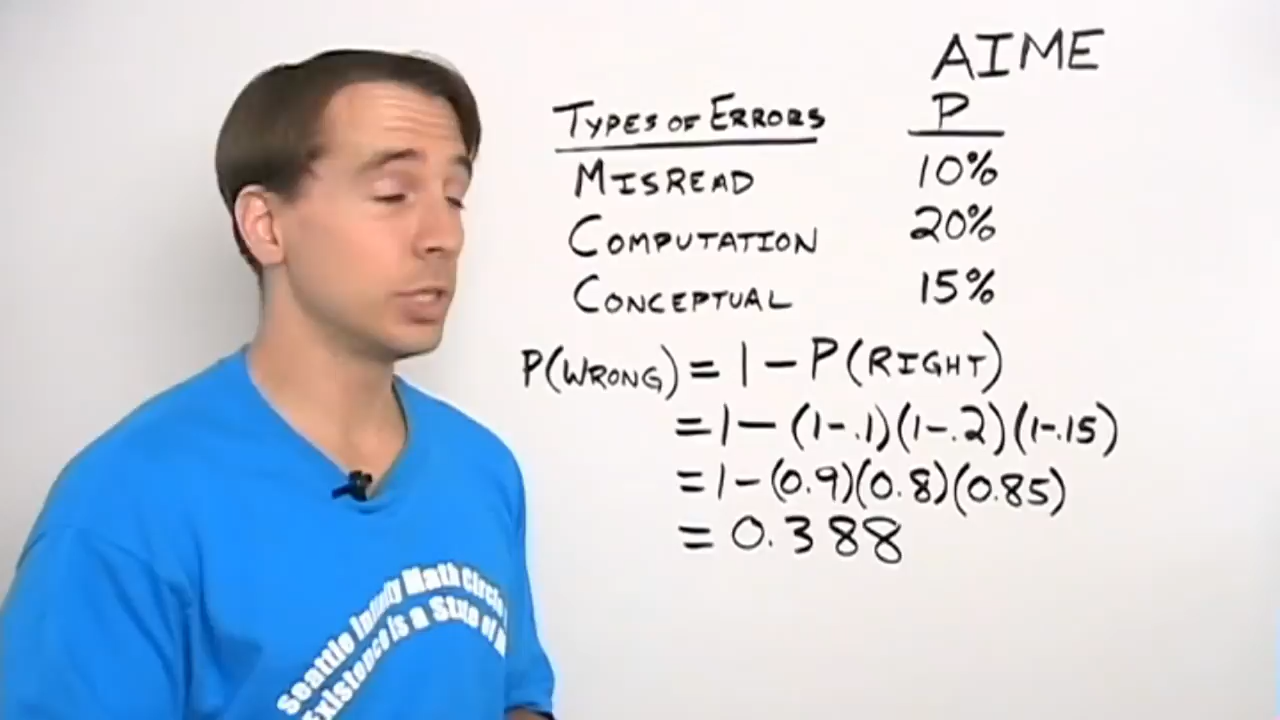 AIME
TYPES OF ERRORS P
MISREAD 10%
COMPUTATION 20%
CONCEPTUAL 15%
P(WRONG) = 1 - P(RIGHT)
= 1 - (1-.1)(1-.2)(1-.15)
= 1 - (0.9)(0.8)(0.85)
= 0.388
Seattle Infinity Math Circle
Existence is a State of